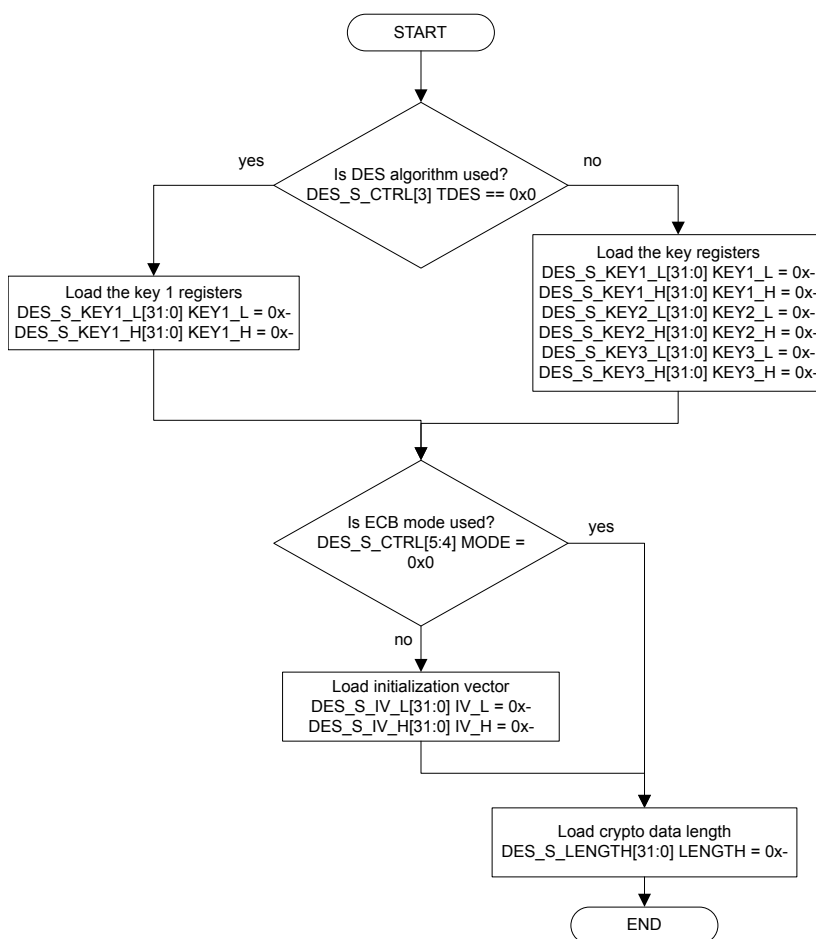 START
yes
no
Is DES algorithm used?
DES_S_CTRL[3] TDES == 0x0
Load the key 1 registers
DES_S_KEY1_L[31:0] KEY1_L = 0x-
DES_S_KEY1_H[31:0] KEY1_H = 0x-
Load the key registers
DES_S_KEY1_L[31:0] KEY1_L = 0x-
DES_S_KEY1_H[31:0] KEY1_H = 0x-
DES_S_KEY2_L[31:0] KEY2_L = 0x-
DES_S_KEY2_H[31:0] KEY2_H = 0x-
DES_S_KEY3_L[31:0] KEY3_L = 0x-
DES_S_KEY3_H[31:0] KEY3_H = 0x-
Is ECB mode used?
DES_S_CTRL[5:4] MODE =
0x0
yes
no
Load initialization vector
DES_S_IV_L[31:0] IV_L = 0x-
DES_S_IV_H[31:0] IV_H = 0x-
Load crypto data length
DES_S_LENGTH[31:0] LENGTH = 0x-
END